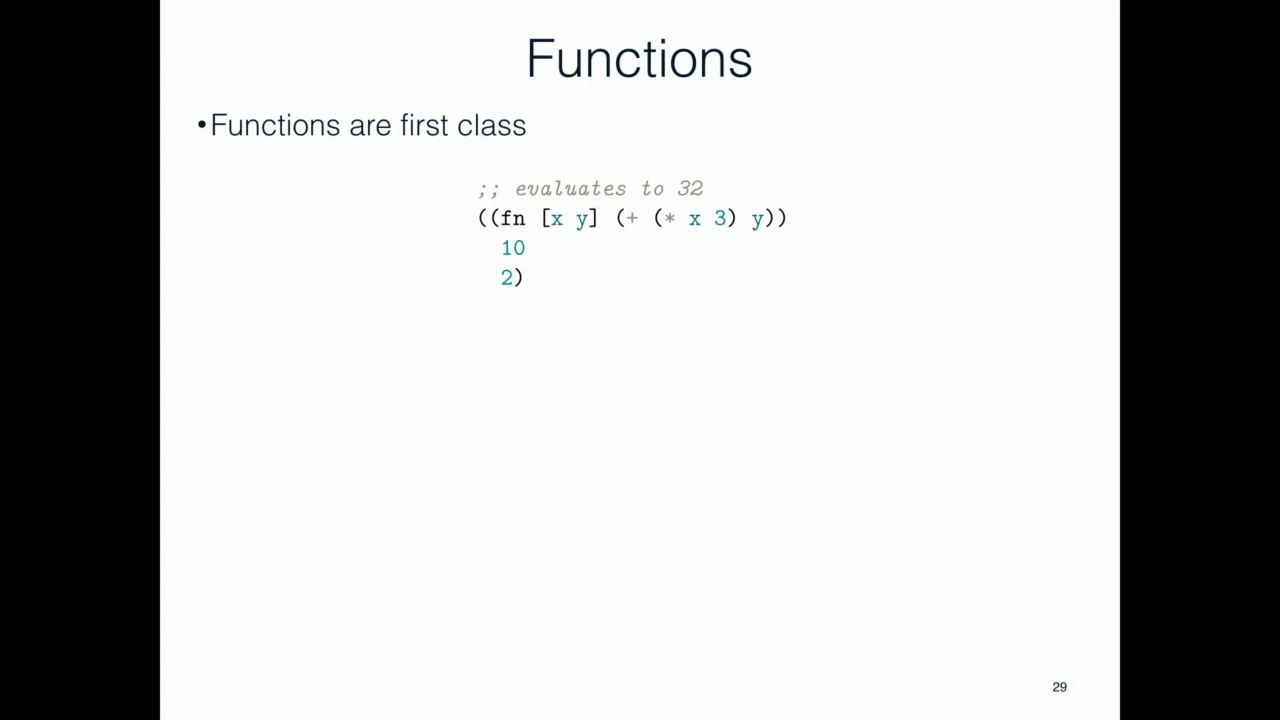 Functions
•Functions are first class
;; evaluates to 32
((fn [x y] (+ (* x 3) y))
10
2)
29